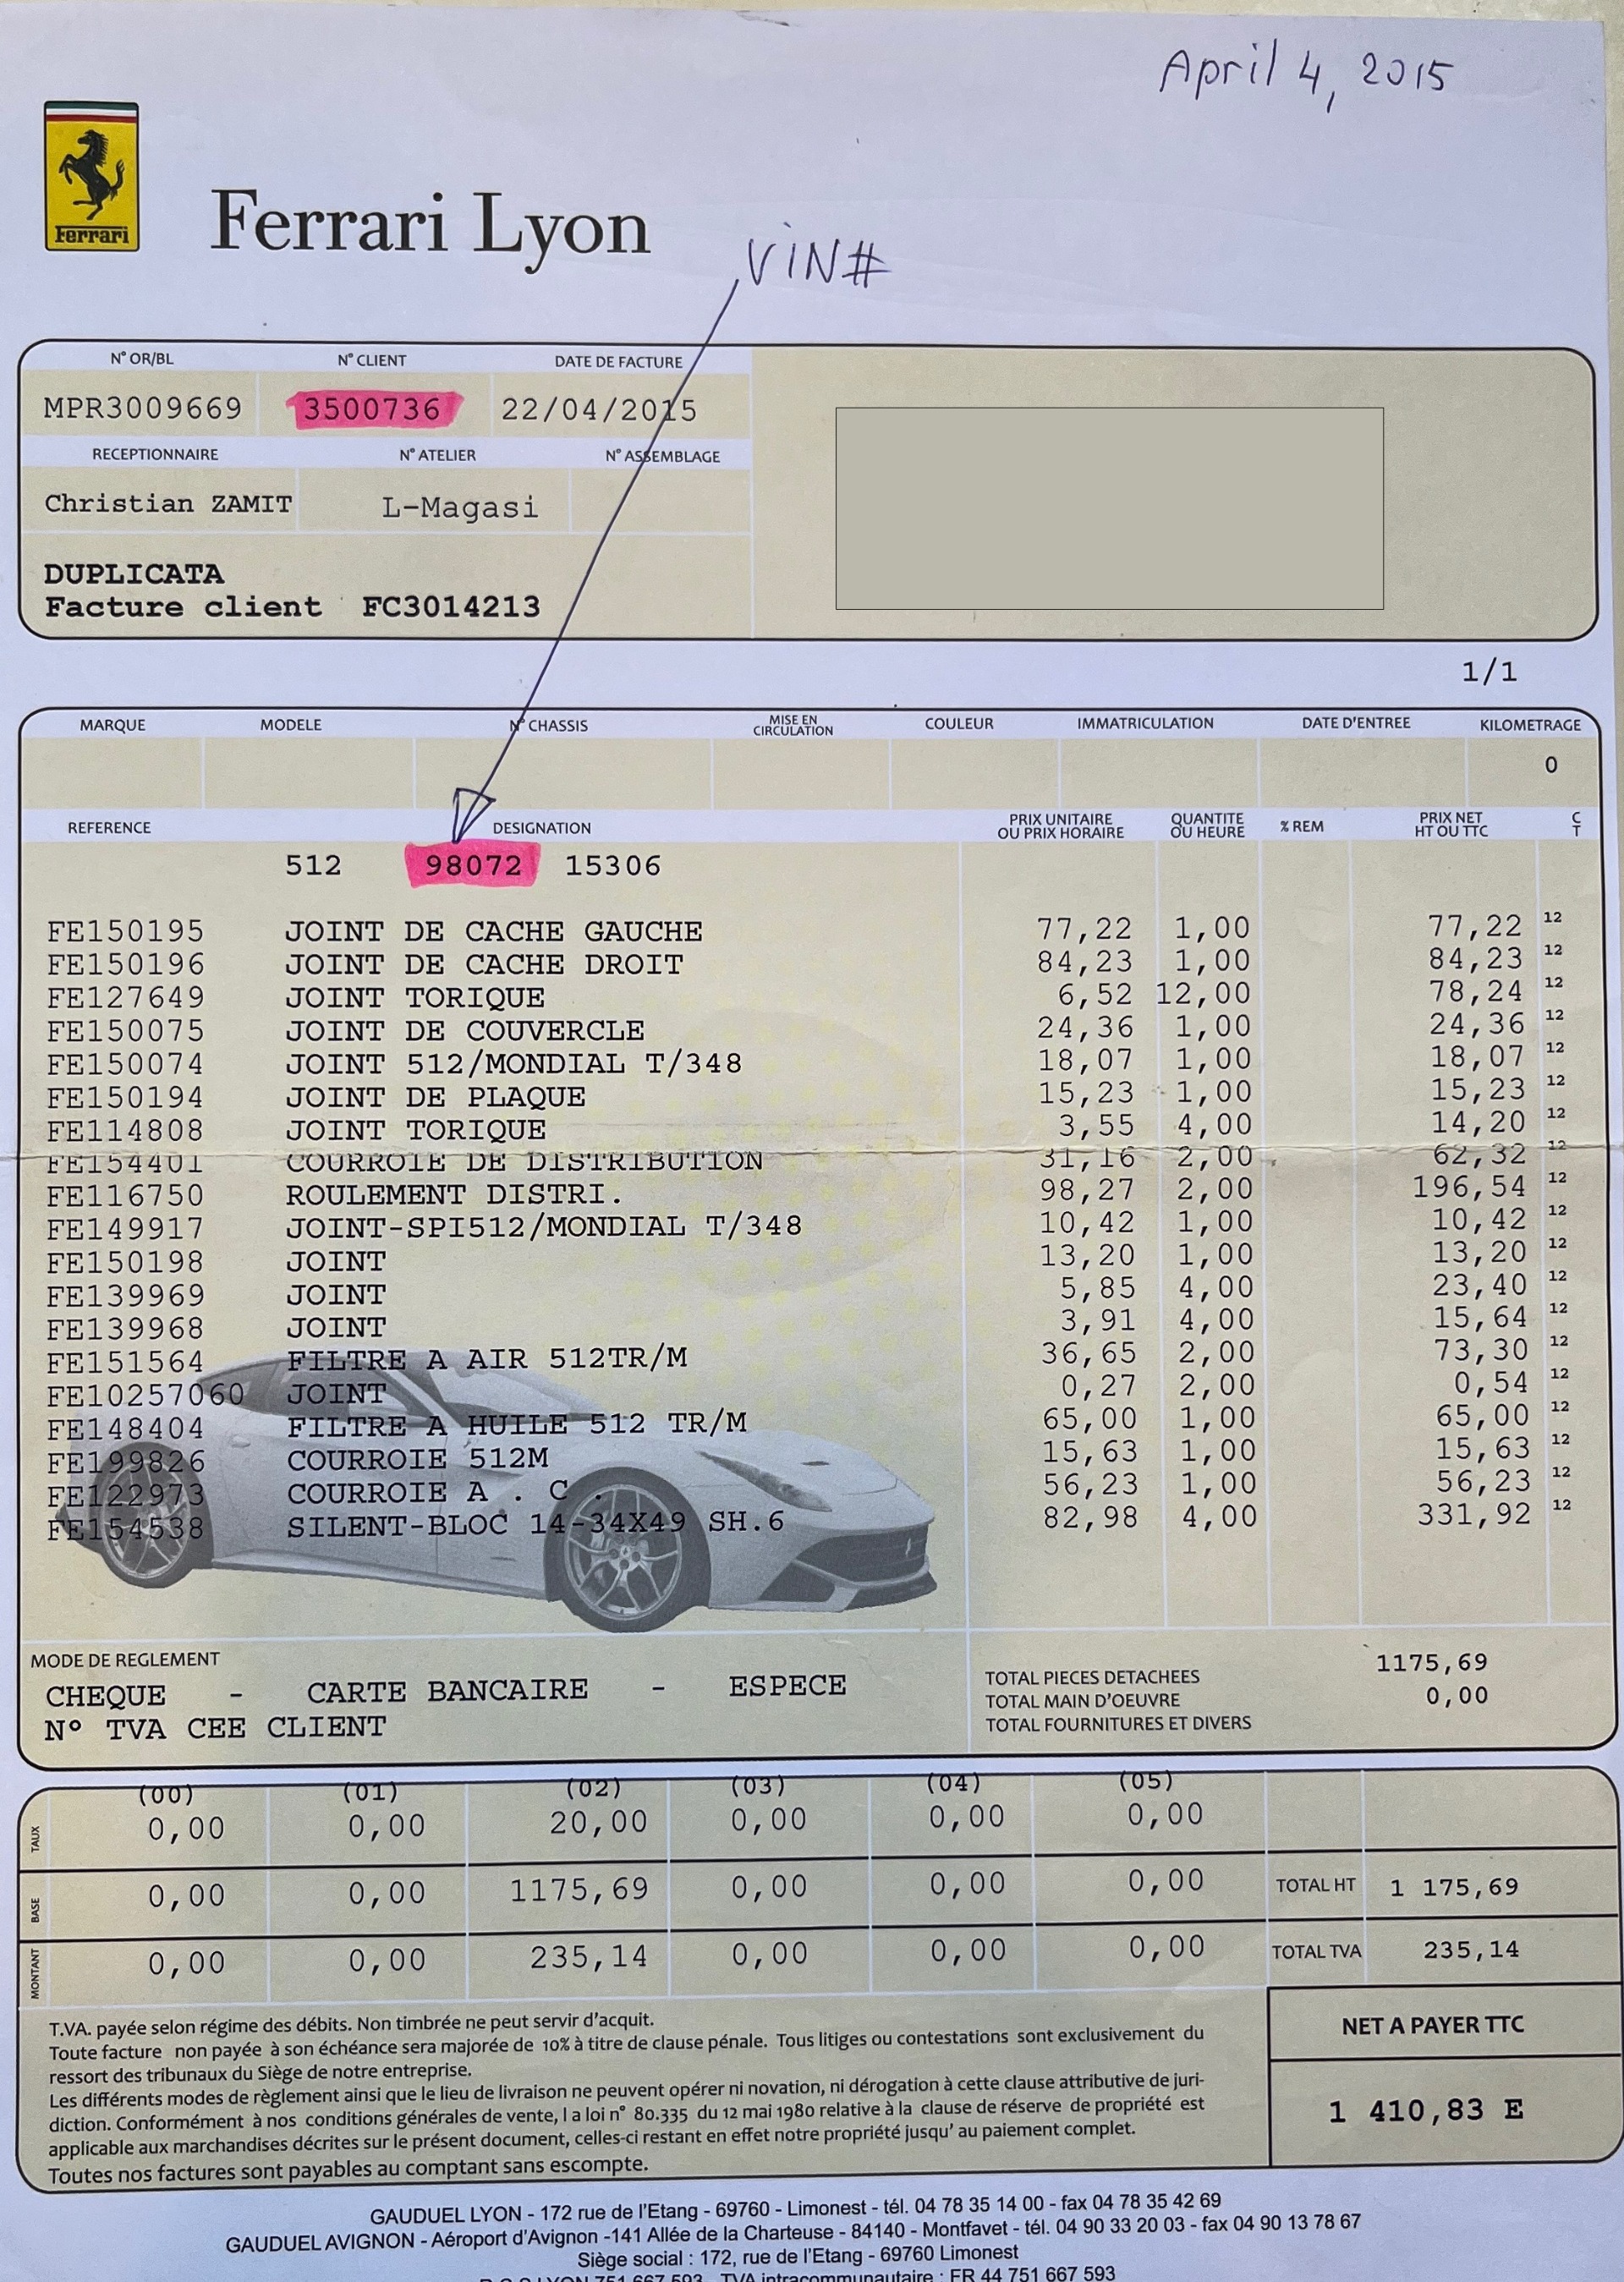 April 4, 2015
Ferrari
Ferrari Lyon
VIN#
N° OR/BL N° CLIENT DATE DE FACTURE
MPR3009669 3500736 22/04/2015
RECEPTIONNAIRE N° ATELIER N° ASSEMBLAGE
Christian ZAMIT L-Magasi
DUPLICATA
Facture client FC3014213
1/1
MARQUE MODELE N° CHASSIS MISE EN CIRCULATION COULEUR IMMATRICULATION DATE D'ENTREE KILOMETRAGE
0
REFERENCE DESIGNATION PRIX UNITAIRE OU PRIX HORAIRE QUANTITE OU HEURE % REM PRIX NET HT OU TTC C T
512 98072 15306
FE150195 JOINT DE CACHE GAUCHE 77,22 1,00 77,22 12
FE150196 JOINT DE CACHE DROIT 84,23 1,00 84,23 12
FE127649 JOINT TORIQUE 6,52 12,00 78,24 12
FE150075 JOINT DE COUVERCLE 24,36 1,00 24,36 12
FE150074 JOINT 512/MONDIAL T/348 18,07 1,00 18,07 12
FE150194 JOINT DE PLAQUE 15,23 1,00 15,23 12
FE114808 JOINT TORIQUE 3,55 4,00 14,20 12
FE154401 COURROIE DE DISTRIBUTION 31,16 2,00 62,32 12
FE116750 ROULEMENT DISTRI. 98,27 2,00 196,54 12
FE149917 JOINT-SPI512/MONDIAL T/348 10,42 1,00 10,42 12
FE150198 JOINT 13,20 1,00 13,20 12
FE139969 JOINT 5,85 4,00 23,40 12
FE139968 JOINT 3,91 4,00 15,64 12
FE151564 FILTRE A AIR 512TR/M 36,65 2,00 73,30 12
FE10257060 JOINT 0,27 2,00 0,54 12
FE148404 FILTRE A HUILE 512 TR/M 65,00 1,00 65,00 12
FE199826 COURROIE 512M 15,63 1,00 15,63 12
FE122973 COURROIE A . C . 56,23 1,00 56,23 12
FE154538 SILENT-BLOC 14-34X49 SH.6 82,98 4,00 331,92 12
MODE DE REGLEMENT
CHEQUE - CARTE BANCAIRE - ESPECE
N° TVA CEE CLIENT
TOTAL PIECES DETACHEES 1175,69
TOTAL MAIN D'OEUVRE 0,00
TOTAL FOURNITURES ET DIVERS
(00) (01) (02) (03) (04) (05)
TAUX 0,00 0,00 20,00 0,00 0,00 0,00
BASE 0,00 0,00 1175,69 0,00 0,00 0,00 TOTAL HT 1 175,69
MONTANT 0,00 0,00 235,14 0,00 0,00 0,00 TOTAL TVA 235,14
T.VA. payée selon régime des débits. Non timbrée ne peut servir d'acquit.
Toute facture non payée à son échéance sera majorée de 10% à titre de clause pénale. Tous litiges ou contestations sont exclusivement du
ressort des tribunaux du Siège de notre entreprise.
Les différents modes de règlement ainsi que le lieu de livraison ne peuvent opérer ni novation, ni dérogation à cette clause attributive de juri-
diction. Conformément à nos conditions générales de vente, l a loi n° 80.335 du 12 mai 1980 relative à la clause de réserve de propriété est
applicable aux marchandises décrites sur le présent document, celles-ci restant en effet notre propriété jusqu' au paiement complet.
Toutes nos factures sont payables au comptant sans escompte.
NET A PAYER TTC
1 410,83 E
GAUDUEL LYON - 172 rue de l'Etang - 69760 - Limonest - tél. 04 78 35 14 00 - fax 04 78 35 42 69
GAUDUEL AVIGNON - Aéroport d'Avignon -141 Allée de la Charteuse - 84140 - Montfavet - tél. 04 90 33 20 03 - fax 04 90 13 78 67
Siège social : 172, rue de l'Etang - 69760 Limonest
R.C.S LYON 751 667 593 - TVA intracommunautaire : FR 44 751 667 593